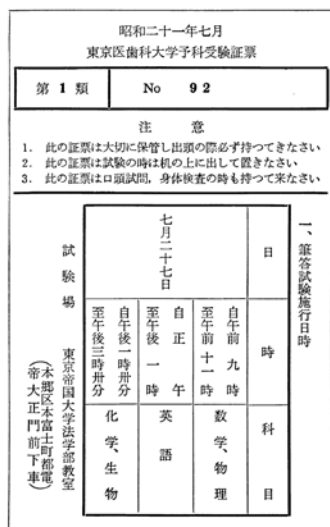 昭和二十一年七月
東京医歯科大学予科受験証票
第 1 類 No 92
注 意
1. 此の証票は大切に保管し出頭の際必ず持つてきなさい
2. 此の証票は試験の時は机の上に出して置きなさい
3. 此の証票は口頭試問，身体検査の時も持つて来なさい
一、筆答試験施行日時
日 時 科目
七月二十七日
自午前九時
至午前十一時
数学、物理
自正午
至午後一時
英語
自午後一時卅分
至午後三時卅分
化学、生物
試験場 東京帝国大学法学部教室
(本郷区本富士町都電
帝大正門前下車)